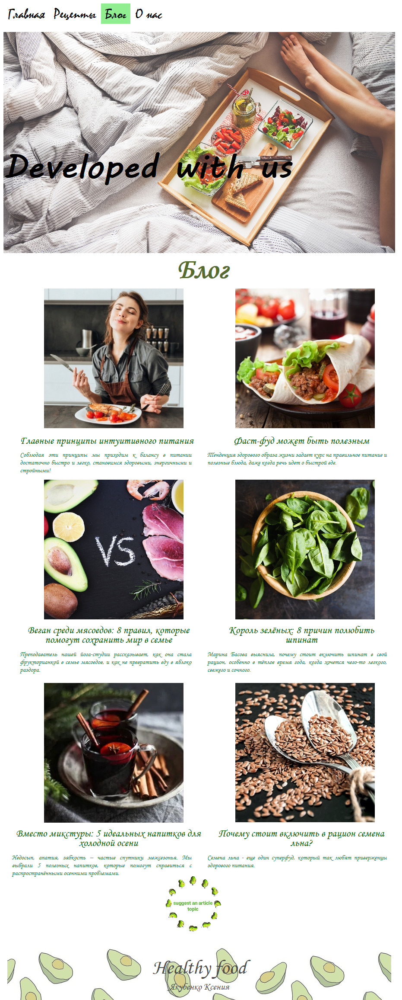 Главная Рецепты Блог О нас
Developed with us
Блог
Главные принципы интуитивного питания
Соблюдая эти принципы мы приходим к балансу в питании
достаточно быстро и легко, становимся здоровыми, энергичными и
стройными!
Фаст-фуд может быть полезным
Тенденция здорового образа жизни задает курс на правильное питание и
полезные блюда, даже когда речь идет о быстрой еде.
VS
Веган среди мясоедов: 8 правил, которые
помогут сохранить мир в семье
Преподаватель нашей йога-студии рассказывает, как она стала
фрукторианкой в семье мясоедов, и как не превратить еду в яблоко
раздора.
Король зелёных: 8 причин полюбить
шпинат
Марина Басова выяснила, почему стоит включить шпинат в свой
рацион, особенно в тёплое время года, когда хочется чего-то легкого,
свежего и сочного.
Вместо микстуры: 5 идеальных напитков для
холодной осени
Недосып, апатия, зябкость – частые спутники межсезонья. Мы
выбрали 5 полезных напитков, которые помогут справиться с
распространёнными осенними проблемами.
Почему стоит включить в рацион семена
льна?
Семена льна - еще один суперфуд, который так любят приверженцы
здорового питания.
suggest an article
topic
Healthy food
Якубенко Ксения